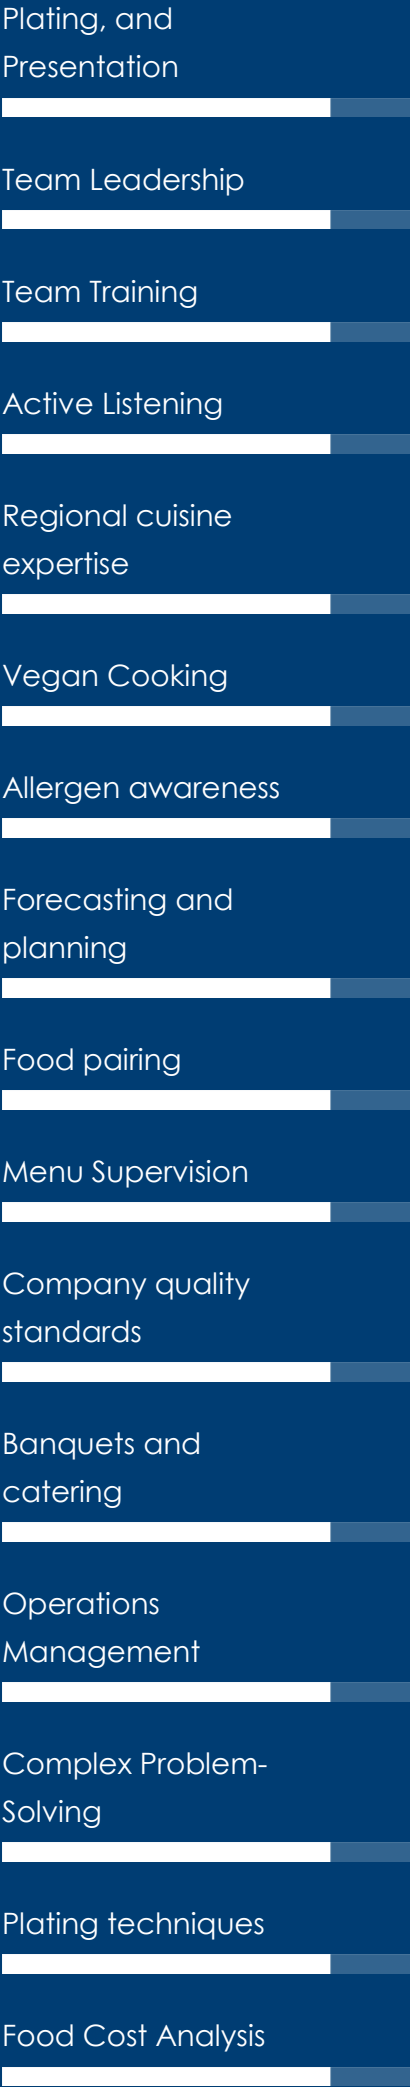 Plating, and
Presentation
Team Leadership
Team Training
Active Listening
Regional cuisine
expertise
Vegan Cooking
Allergen awareness
Forecasting and
planning
Food pairing
Menu Supervision
Company quality
standards
Banquets and
catering
Operations
Management
Complex Problem-
Solving
Plating techniques
Food Cost Analysis